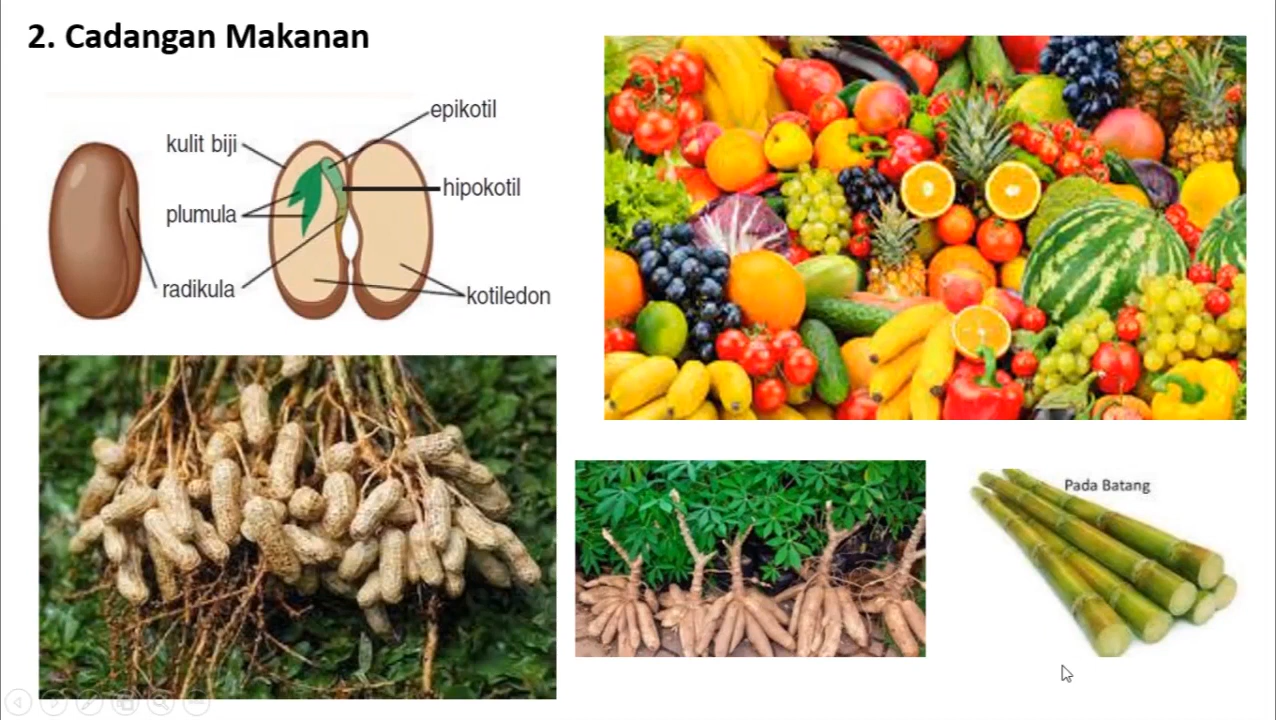 2. Cadangan Makanan
epikotil
kulit biji
hipokotil
plumula
radikula
kotiledon
Pada Batang